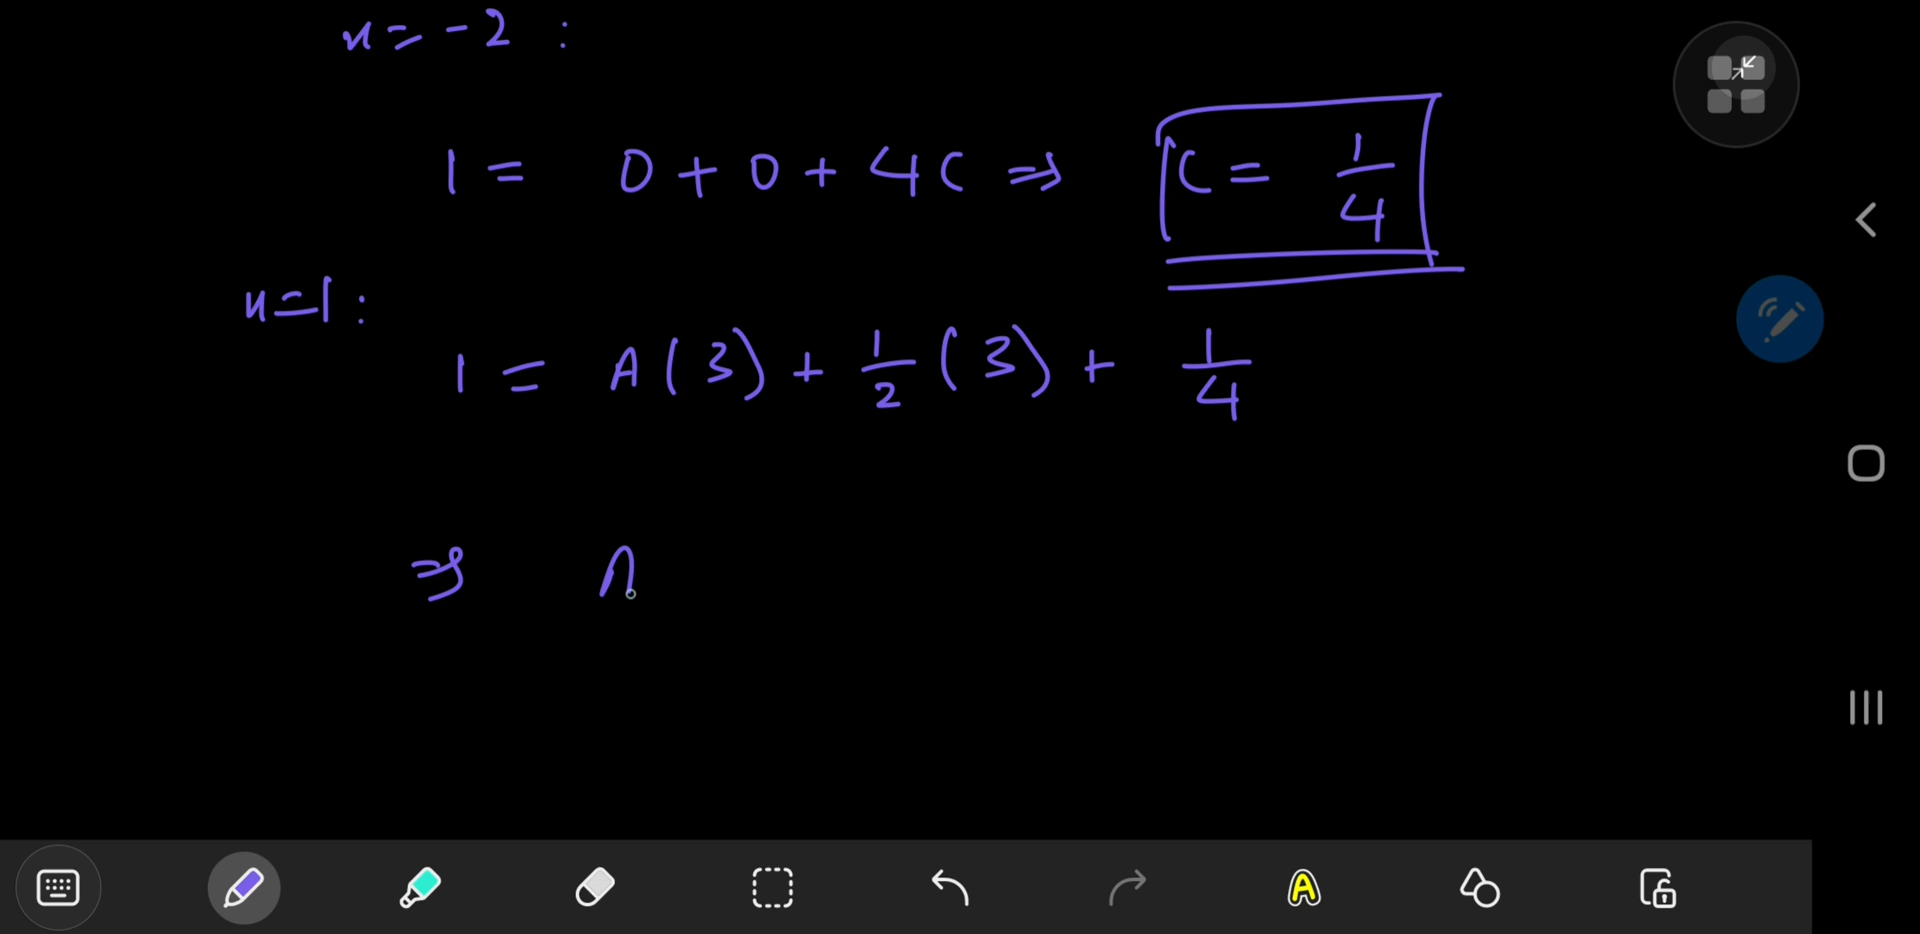 x = -2 :
1 = 0 + 0 + 4C ⇒ C = 1/4
x = 1 :
1 = A(3) + 1/2 (3) + 1/4
⇒
A